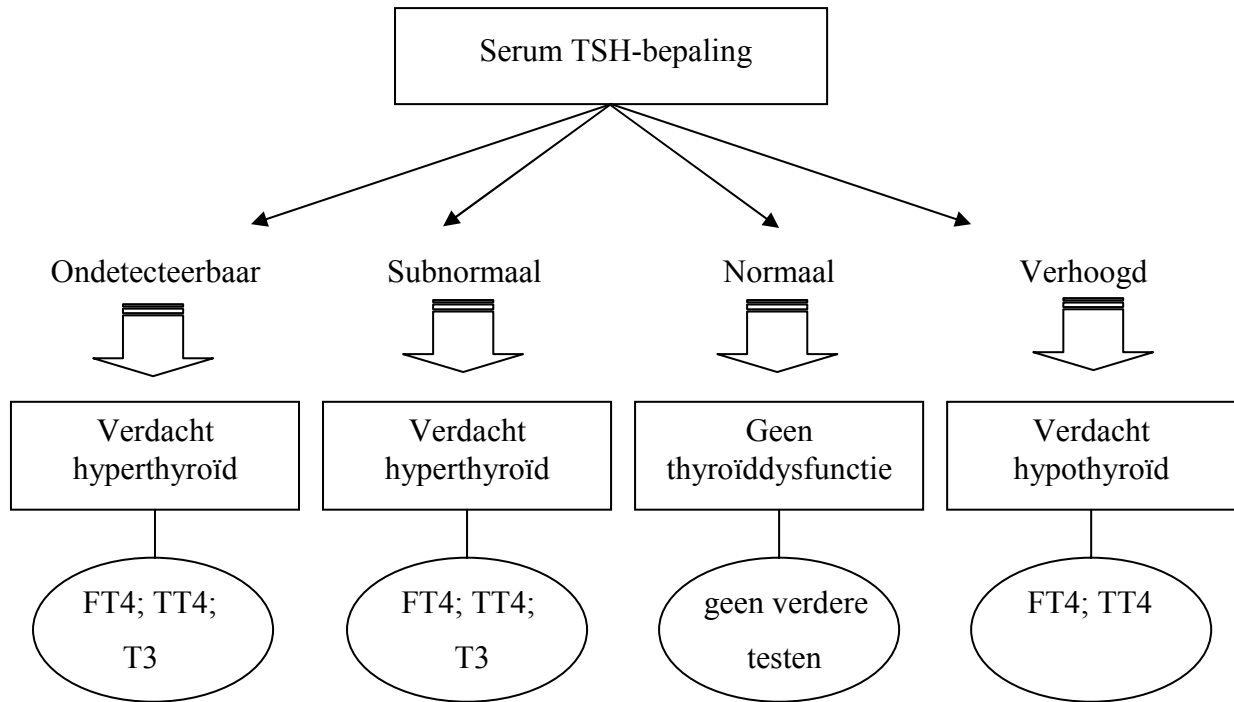 Serum TSH-bepaling
Ondetecteerbaar
Subnormaal
Normaal
Verhoogd
Verdacht
hyperthyroïd
Verdacht
hyperthyroïd
Geen
thyroïddysfunctie
Verdacht
hypothyroïd
FT4; TT4;
T3
FT4; TT4;
T3
geen verdere
testen
FT4; TT4